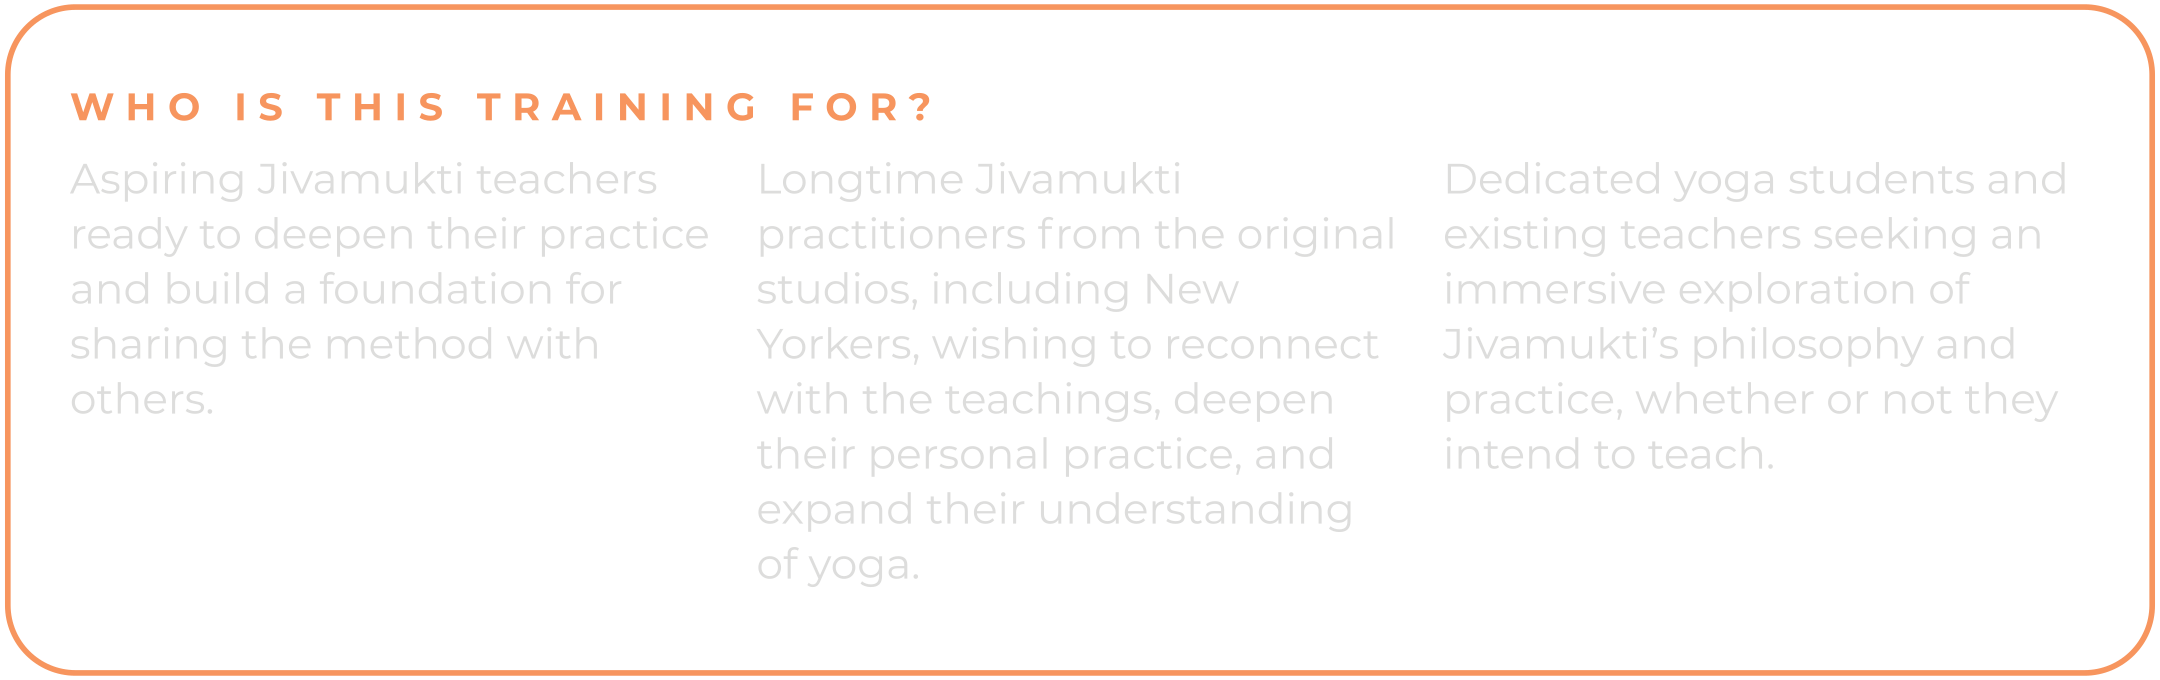 WHO IS THIS TRAINING FOR?
Aspiring Jivamukti teachers
ready to deepen their practice
and build a foundation for
sharing the method with
others.
Longtime Jivamukti
practitioners from the original
studios, including New
Yorkers, wishing to reconnect
with the teachings, deepen
their personal practice, and
expand their understanding
of yoga.
Dedicated yoga students and
existing teachers seeking an
immersive exploration of
Jivamukti’s philosophy and
practice, whether or not they
intend to teach.